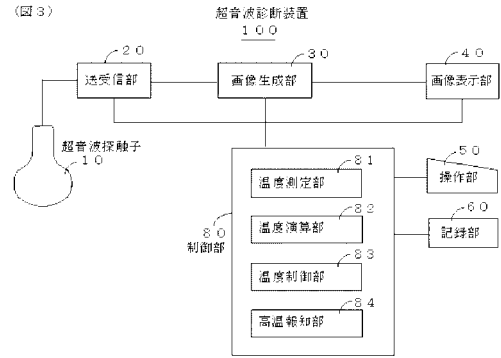 (図3)
超音波診断装置
100
20
送受信部
30
画像生成部
40
画像表示部
超音波探触子
10
80
制御部
81
温度測定部
82
温度演算部
83
温度制御部
84
高温報知部
50
操作部
60
記録部